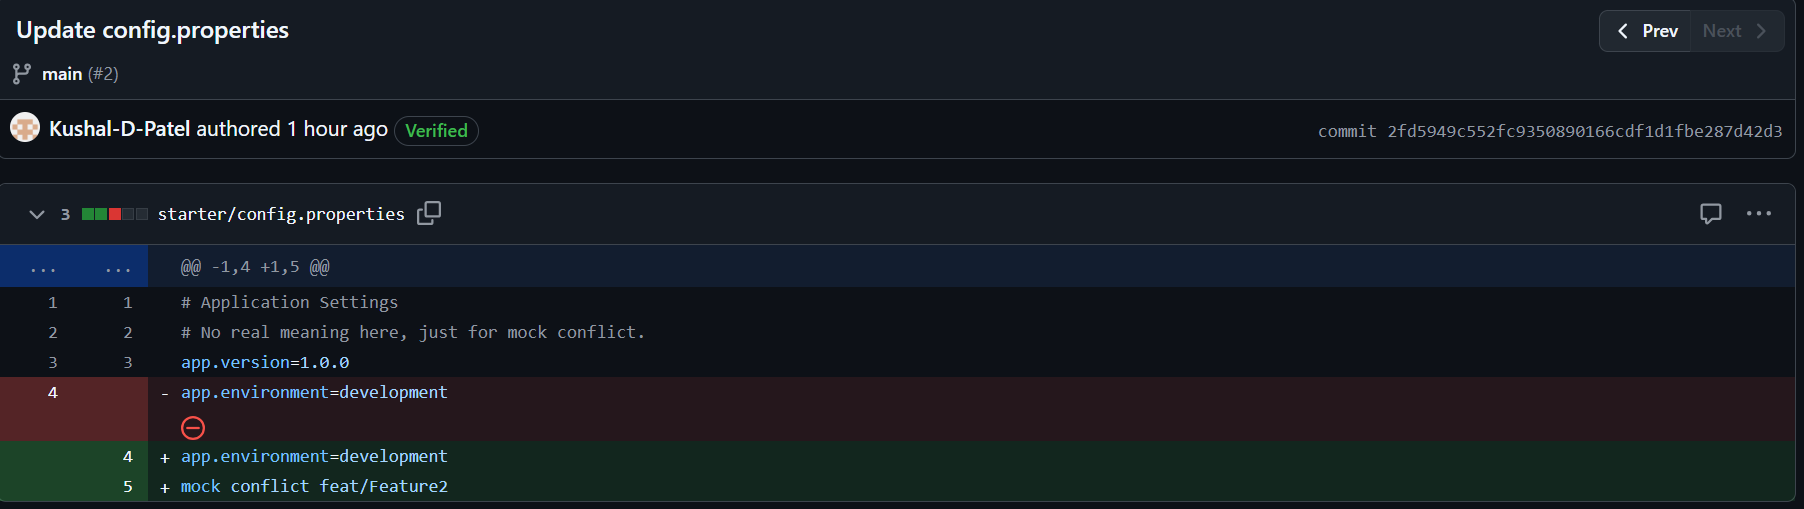 Update config.properties
Prev Next
main (#2)
Kushal-D-Patel authored 1 hour ago Verified
commit 2fd5949c552fc9350890166cdf1d1fbe287d42d3
3 starter/config.properties
... ... @@ -1,4 +1,5 @@
1 1 # Application Settings
2 2 # No real meaning here, just for mock conflict.
3 3 app.version=1.0.0
4 - app.environment=development
4 + app.environment=development
5 + mock conflict feat/Feature2